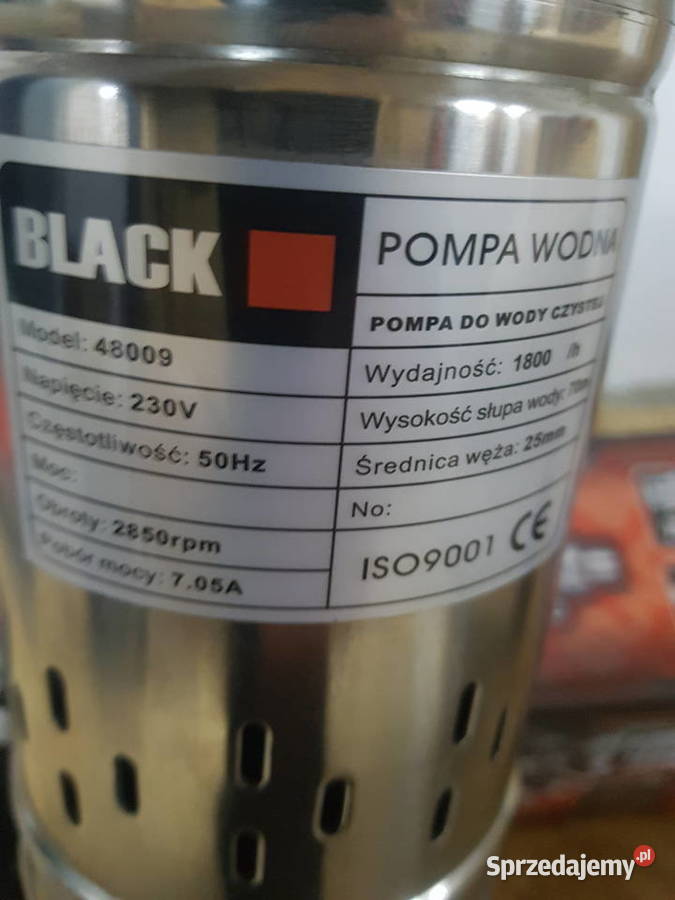 BLACK
POMPA WODNA
POMPA DO WODY CZYSTEJ
Model: 48009
Napięcie: 230V
Częstotliwość: 50Hz
Moc:
Obroty: 2850rpm
Pobór mocy: 7.05A
Wydajność: 1800 /h
Wysokość słupa wody: 70m
Średnica węża: 25mm
No:
ISO9001 CE
Sprzedajemy.pl